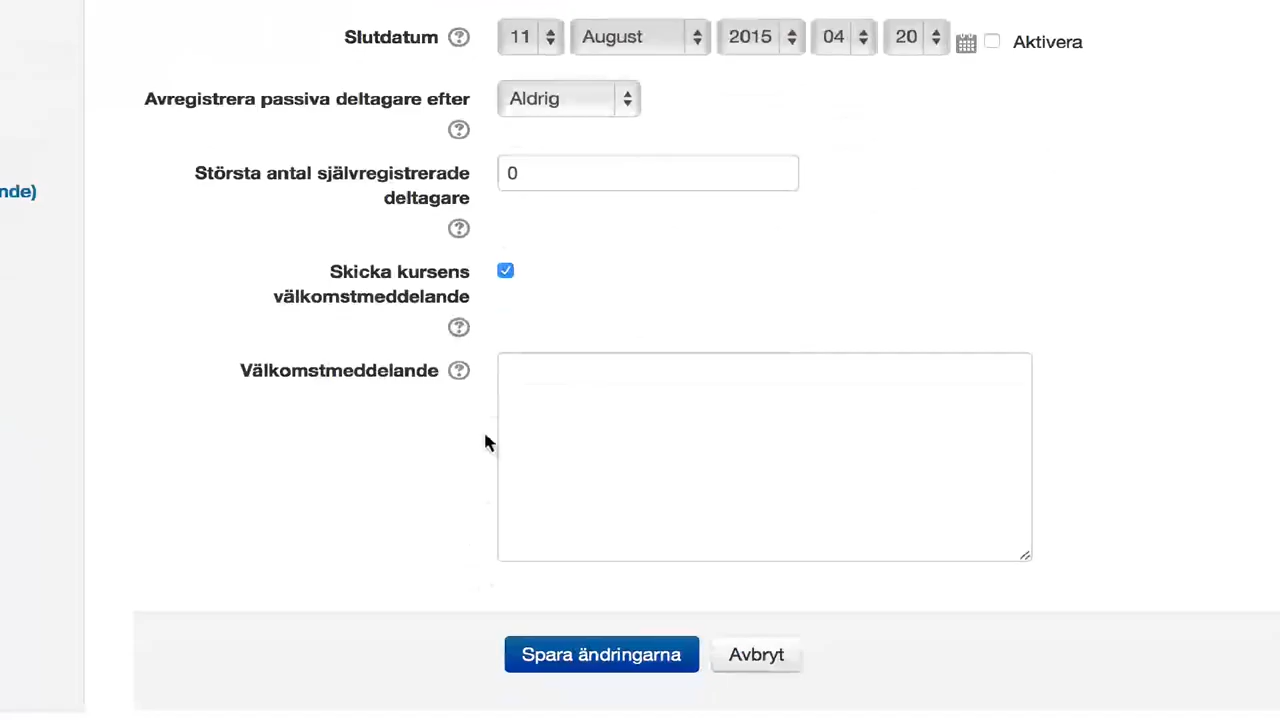 Slutdatum 11 August 2015 04 20 Aktivera
Avregistrera passiva deltagare efter Aldrig
nde)
Största antal självregistrerade 0
deltagare
Skicka kursens
välkomstmeddelande
Välkomstmeddelande
Spara ändringarna Avbryt